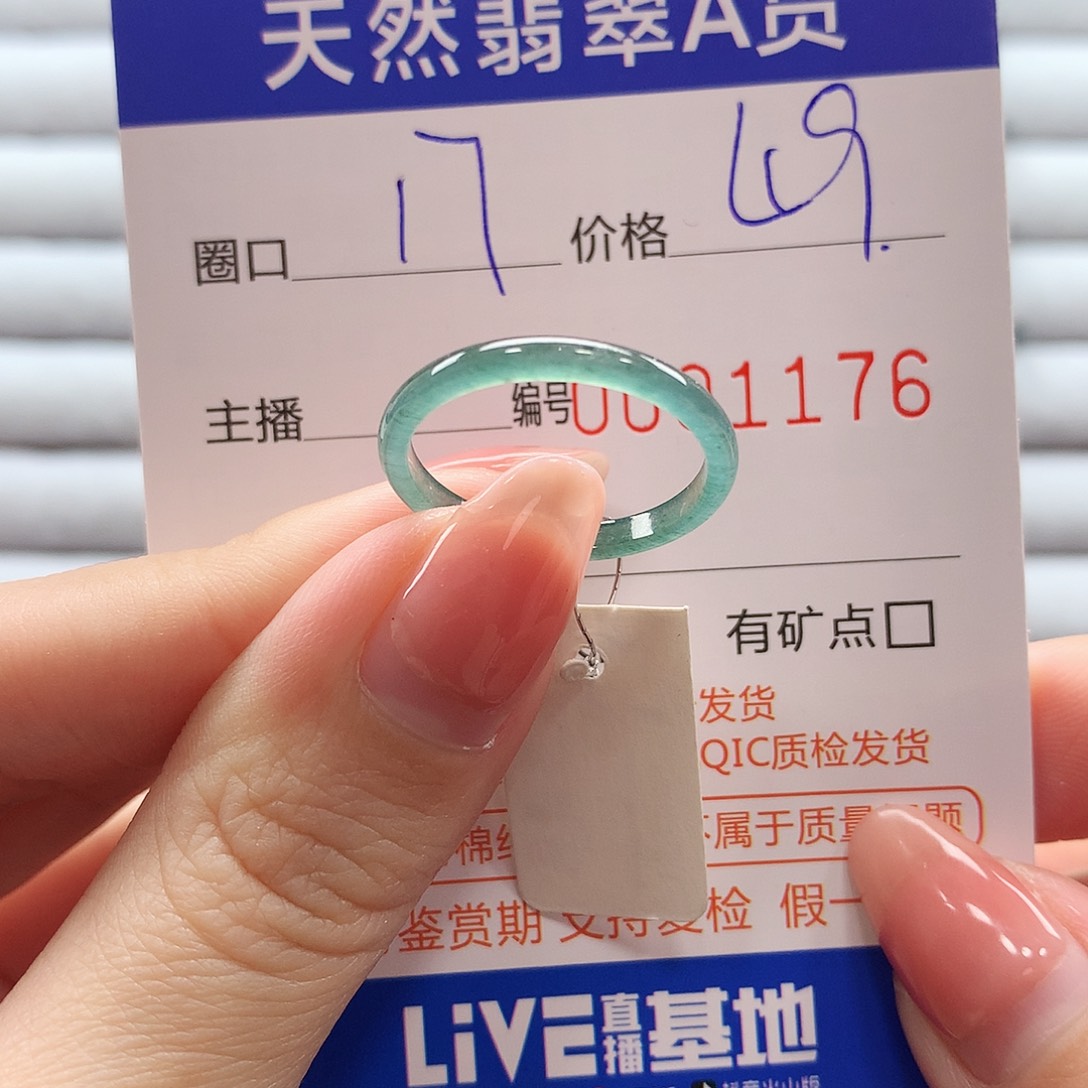 天然翡翠A货
圈口 17 价格 49.
主播 编号 1176
有矿点□
发货
QIC质检发货
棉 属于质量
鉴赏期 支持复检 假一
LiVE直播基地